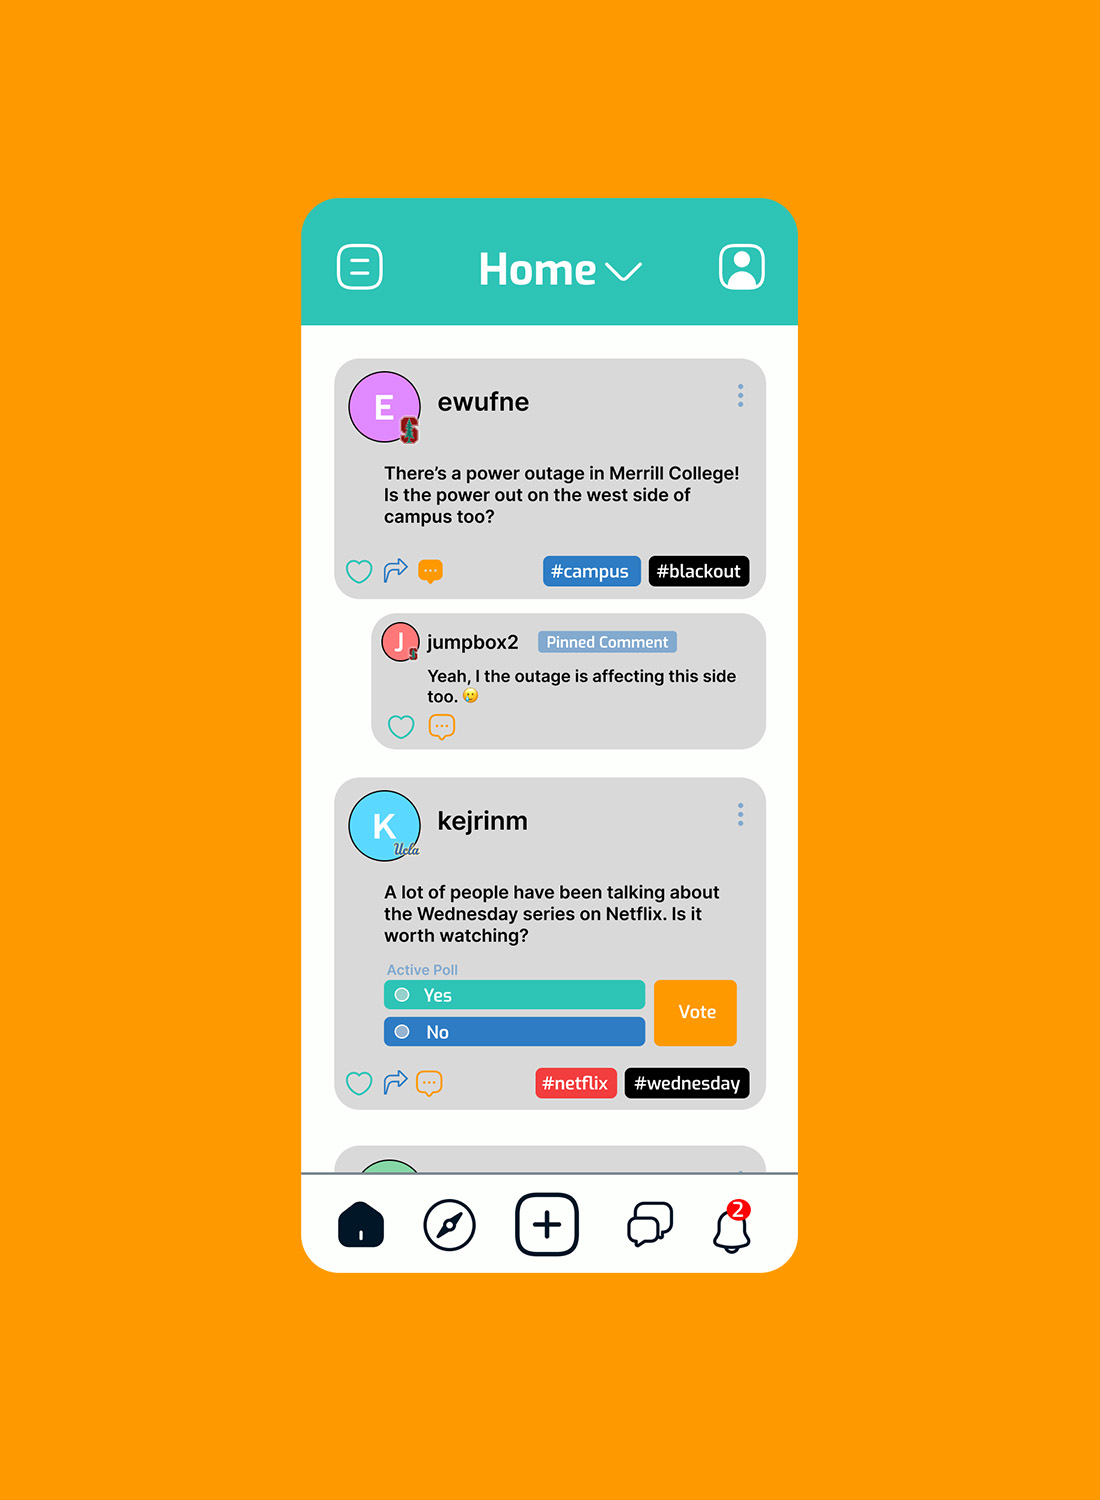 Home
E
ewufne
S
There’s a power outage in Merrill College!
Is the power out on the west side of
campus too?
#campus #blackout
J
jumpbox2 Pinned Comment
S
Yeah, I the outage is affecting this side
too. 🥲
K
kejrinm
Ucla
A lot of people have been talking about
the Wednesday series on Netflix. Is it
worth watching?
Active Poll
Yes
Vote
No
#netflix #wednesday
2